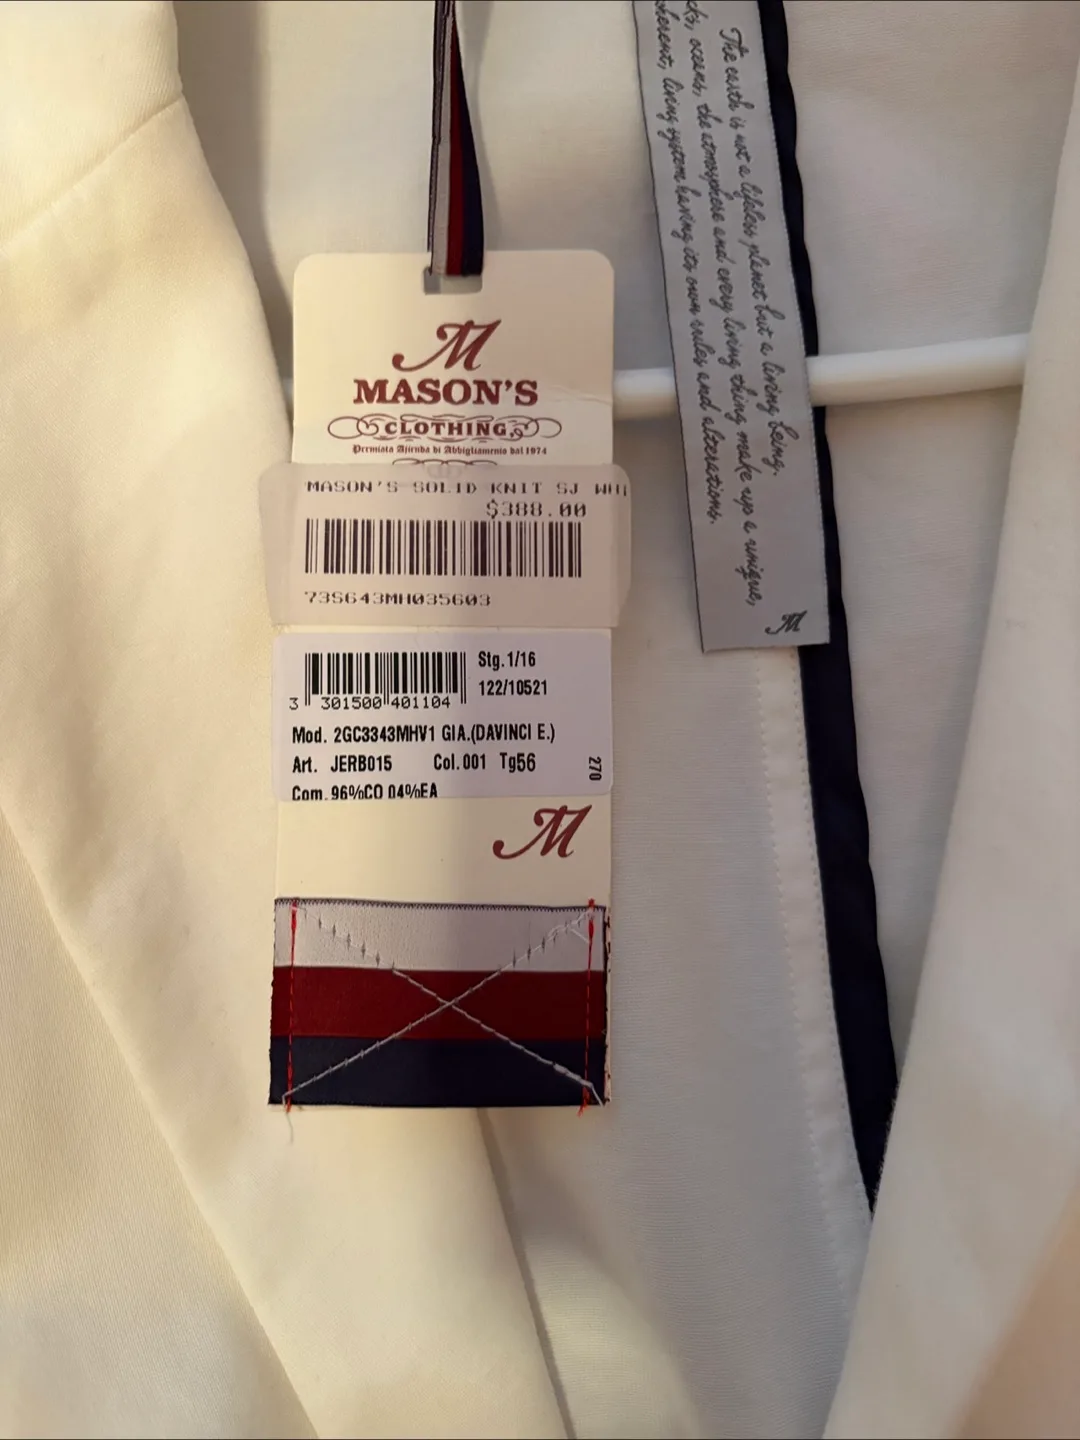 M
MASON'S
CLOTHING
Premiata Azienda di Abbigliamento dal 1974
MASON'S SOLID KNIT SJ WHI
$388.00
73S643MH035603
Stg.1/16
122/10521
3 301500 401104
Mod. 2GC3343MHV1 GIA.(DAVINCI E.)
Art. JERB015 Col.001 Tg56
270
Com. 96%CO 04%EA
M
The earth is not a lifeless planet but a living being.
oceans, the atmosphere and every living thing make up a unique,
living system having its own rules and alterations.
M